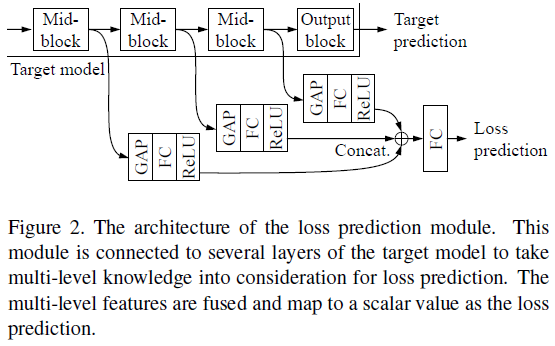 Mid-
block
Mid-
block
Mid-
block
Output
block
Target
prediction
Target model
GAP
FC
ReLU
GAP
FC
ReLU
GAP
FC
ReLU
Concat.
FC
Loss
prediction
Figure 2. The architecture of the loss prediction module. This
module is connected to several layers of the target model to take
multi-level knowledge into consideration for loss prediction. The
multi-level features are fused and map to a scalar value as the loss
prediction.